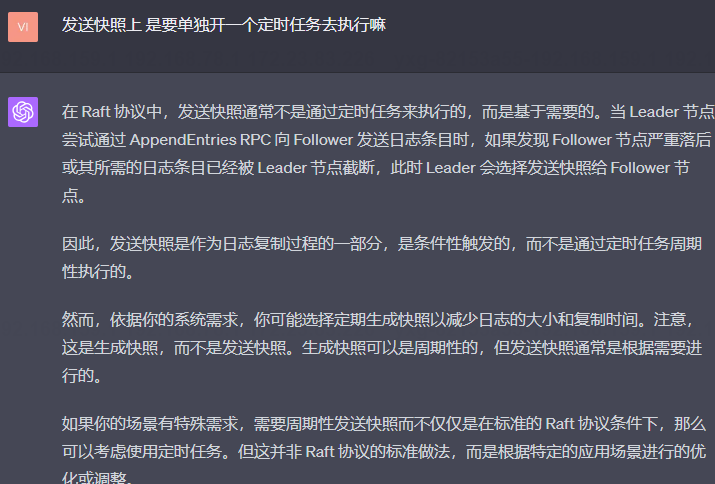 VI
发送快照上 是要单独开一个定时任务去执行嘛
在 Raft 协议中，发送快照通常不是通过定时任务来执行的，而是基于需要的。当 Leader 节点
尝试通过 AppendEntries RPC 向 Follower 发送日志条目时，如果发现 Follower 节点严重落后
或其所需的日志条目已经被 Leader 节点截断，此时 Leader 会选择发送快照给 Follower 节
点。
因此，发送快照是作为日志复制过程的一部分，是条件性触发的，而不是通过定时任务周期
性执行的。
然而，依据你的系统需求，你可能选择定期生成快照以减少日志的大小和复制时间。注意，
这是生成快照，而不是发送快照。生成快照可以是周期性的，但发送快照通常是根据需要进
行的。
如果你的场景有特殊需求，需要周期性发送快照而不仅仅是在标准的 Raft 协议条件下，那么
可以考虑使用定时任务。但这并非 Raft 协议的标准做法，而是根据特定的应用场景进行的优
化或调整。